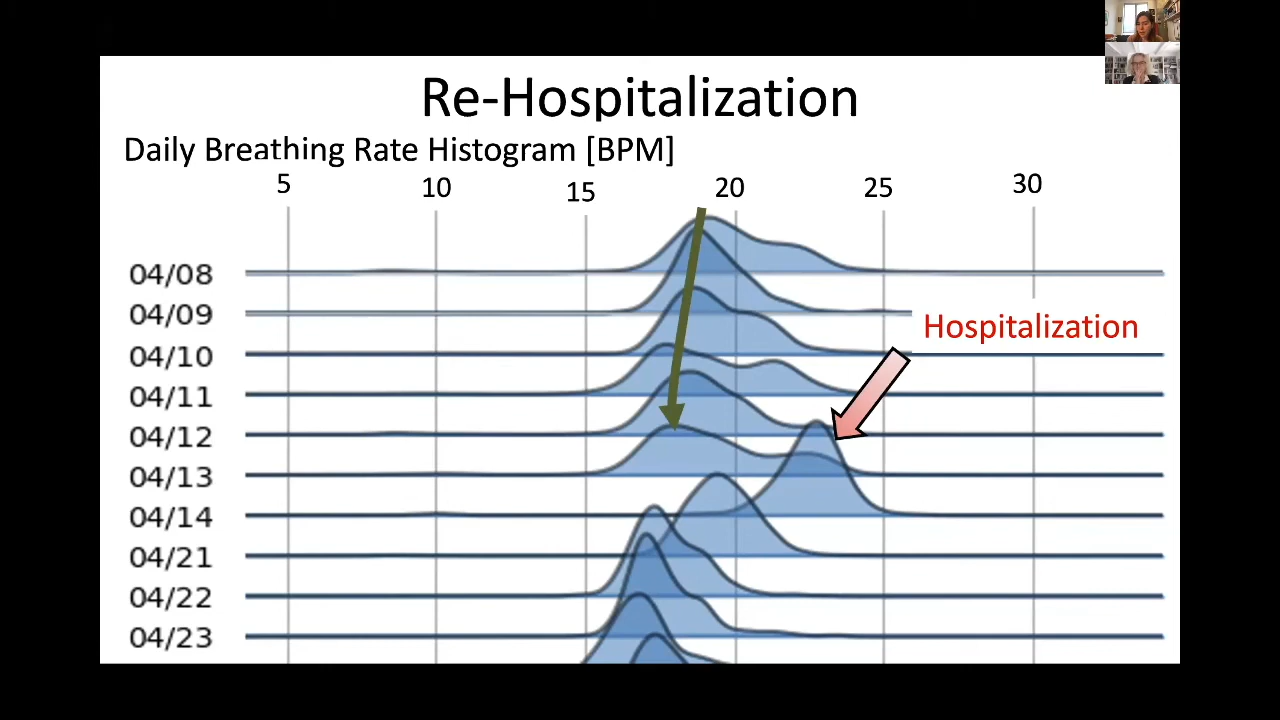 Re-Hospitalization
Daily Breathing Rate Histogram [BPM]
5 10 15 20 25 30
04/08
04/09
Hospitalization
04/10
04/11
04/12
04/13
04/14
04/21
04/22
04/23